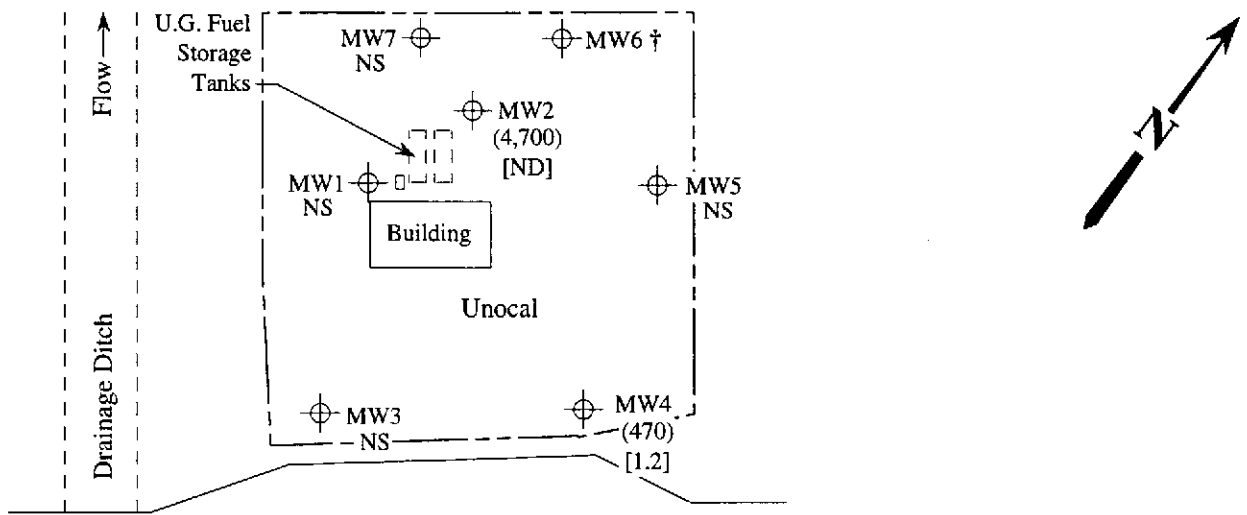 Flow
Drainage Ditch
U.G. Fuel
Storage
Tanks
MW7
NS
MW6 †
MW2
(4,700)
[ND]
MW1
NS
MW5
NS
Building
Unocal
MW3
NS
MW4
(470)
[1.2]
N